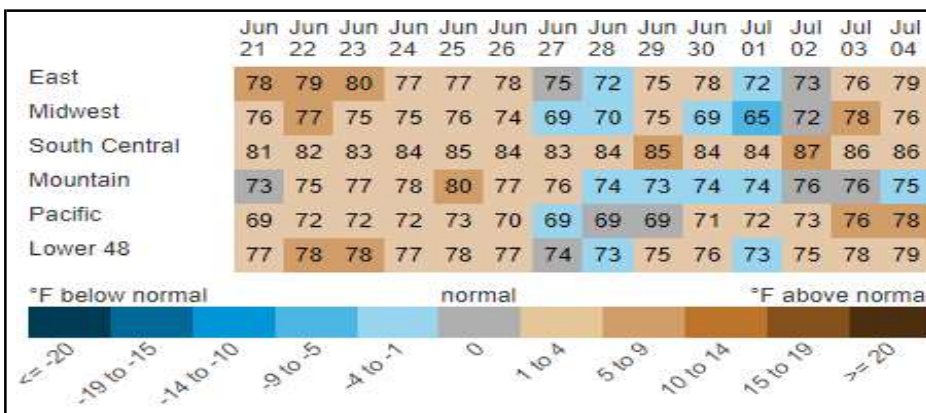 Jun Jun Jun Jun Jun Jun Jun Jun Jun Jun Jul Jul Jul Jul
21 22 23 24 25 26 27 28 29 30 01 02 03 04
East 78 79 80 77 77 78 75 72 75 78 72 73 76 79
Midwest 76 77 75 75 76 74 69 70 75 69 65 72 78 76
South Central 81 82 83 84 85 84 83 84 85 84 84 87 86 86
Mountain 73 75 77 78 80 77 76 74 73 74 74 76 76 75
Pacific 69 72 72 72 73 70 69 69 69 71 72 73 76 78
Lower 48 77 78 78 77 78 77 74 73 75 76 73 75 78 79
°F below normal normal °F above norma
<= -20 -19 to -15 -14 to -10 -9 to -5 -4 to -1 0 1 to 4 5 to 9 10 to 14 15 to 19 >= 20